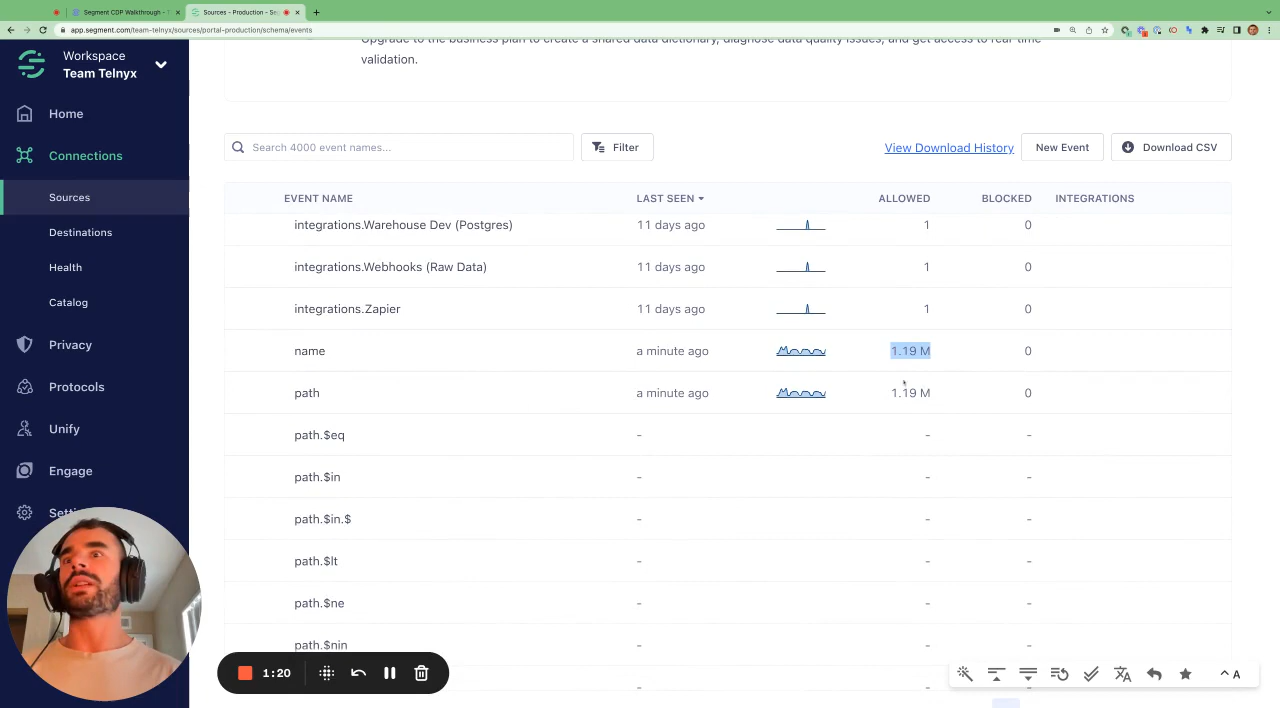 Segment CDP Walkthrough - T
Sources - Production - Seg
app.segment.com/team-telnyx/sources/portal-production/schema/events
Workspace
Team Telnyx
Home
Connections
Sources
Destinations
Health
Catalog
Privacy
Protocols
Unify
Engage
Upgrade to the business plan to create a shared data dictionary, diagnose data quality issues, and get access to real-time
validation.
Search 4000 event names...
Filter
View Download History
New Event
Download CSV
EVENT NAME LAST SEEN ALLOWED BLOCKED INTEGRATIONS
integrations.Warehouse Dev (Postgres) 11 days ago 1 0
integrations.Webhooks (Raw Data) 11 days ago 1 0
integrations.Zapier 11 days ago 1 0
name a minute ago 1.19 M 0
path a minute ago 1.19 M 0
path.$eq - - -
path.$in - - -
path.$in.$ - - -
path.$lt - - -
path.$ne - - -
path.$nin - - -
1:20
A